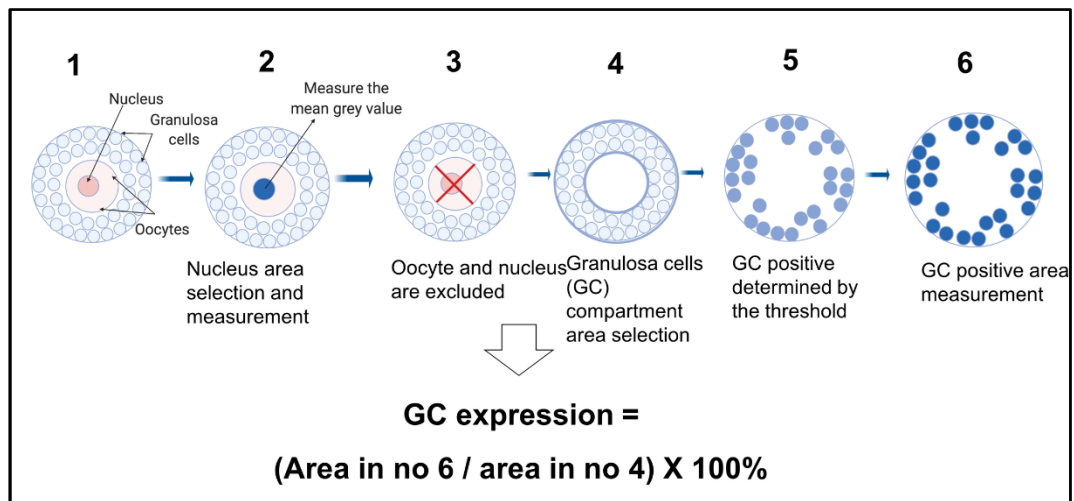 1
2
3
4
5
6
Nucleus
Granulosa
cells
Oocytes
Measure the
mean grey value
Nucleus area
selection and
measurement
Oocyte and nucleus
are excluded
Granulosa cells
(GC)
compartment
area selection
GC positive
determined by
the threshold
GC positive area
measurement
GC expression =
(Area in no 6 / area in no 4) X 100%